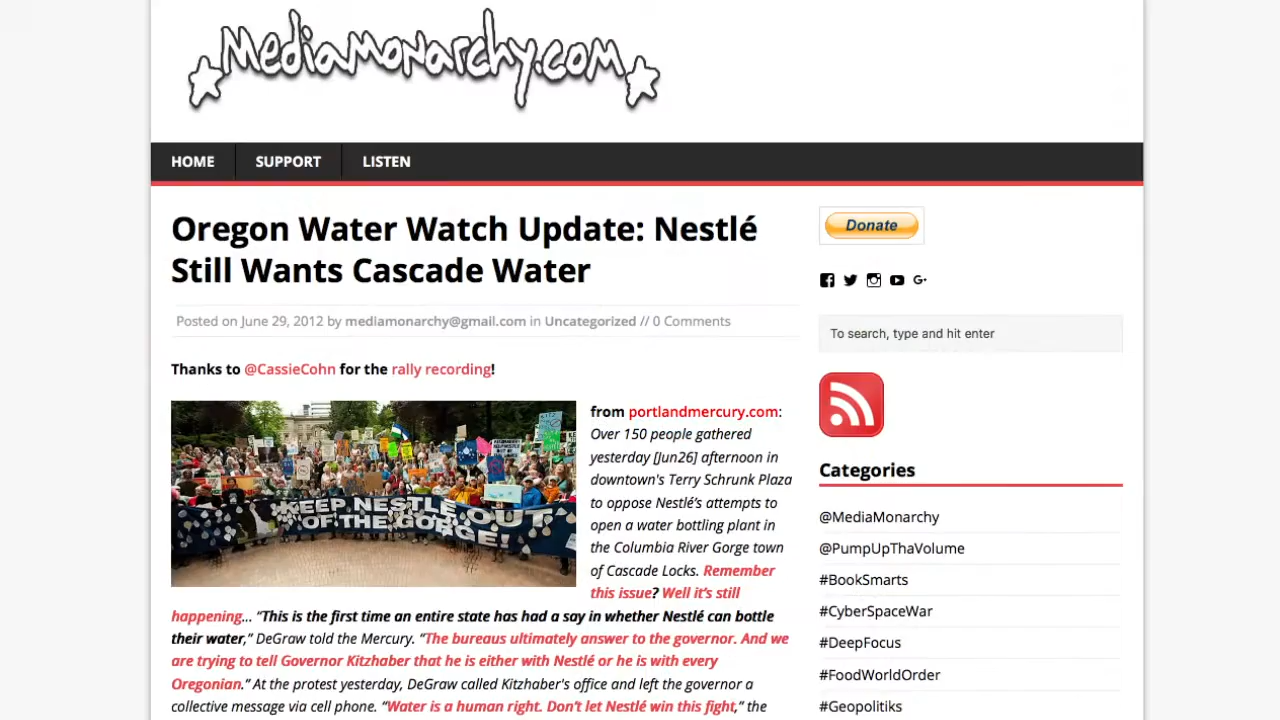 Mediamonarchy.com
HOME SUPPORT LISTEN
Oregon Water Watch Update: Nestlé
Still Wants Cascade Water
Posted on June 29, 2012 by mediamonarchy@gmail.com in Uncategorized // 0 Comments
Thanks to @CassieCohn for the rally recording!
KEEP NESTLE OUT
OF THE GORGE!
from portlandmercury.com:
Over 150 people gathered
yesterday [Jun26] afternoon in
downtown's Terry Schrunk Plaza
to oppose Nestlé's attempts to
open a water bottling plant in
the Columbia River Gorge town
of Cascade Locks. Remember
this issue? Well it's still
happening... “This is the first time an entire state has had a say in whether Nestlé can bottle
their water,” DeGraw told the Mercury. “The bureaus ultimately answer to the governor. And we
are trying to tell Governor Kitzhaber that he is either with Nestlé or he is with every
Oregonian.” At the protest yesterday, DeGraw called Kitzhaber's office and left the governor a
collective message via cell phone. “Water is a human right. Don't let Nestlé win this fight,” the
Donate
To search, type and hit enter
Categories
@MediaMonarchy
@PumpUpThaVolume
#BookSmarts
#CyberSpaceWar
#DeepFocus
#FoodWorldOrder
#Geopolitiks